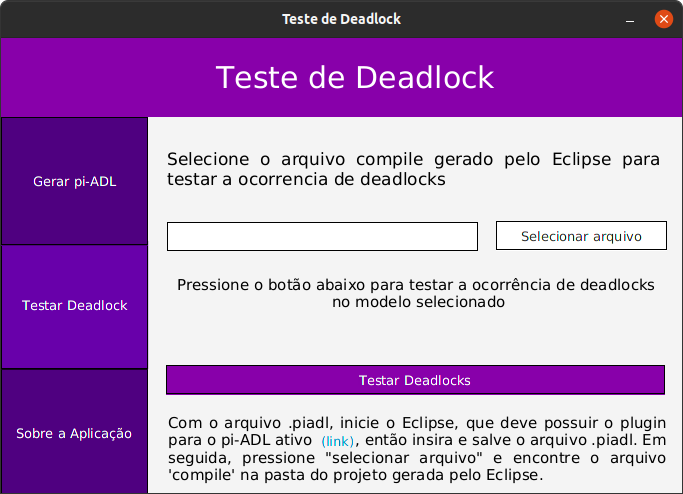 Teste de Deadlock
Teste de Deadlock
Gerar pi-ADL
Testar Deadlock
Sobre a Aplicação
Selecione o arquivo compile gerado pelo Eclipse para
testar a ocorrencia de deadlocks
Selecionar arquivo
Pressione o botão abaixo para testar a ocorrência de deadlocks
no modelo selecionado
Testar Deadlocks
Com o arquivo .piadl, inicie o Eclipse, que deve possuir o plugin
para o pi-ADL ativo (link), então insira e salve o arquivo .piadl. Em
seguida, pressione "selecionar arquivo" e encontre o arquivo
'compile' na pasta do projeto gerada pelo Eclipse.